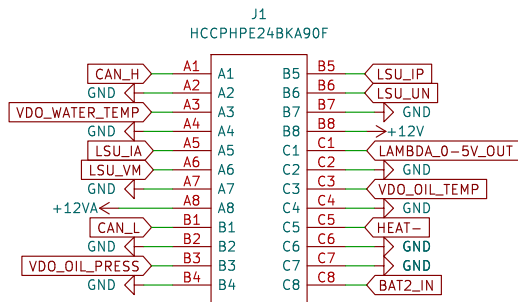 J1
HCCPHPE24BKA90F
CAN_H A1 A1 B5 B5 LSU_IP
GND A2 A2 B6 B6 LSU_UN
VDO_WATER_TEMP A3 A3 B7 B7 GND
GND A4 A4 B8 B8 +12V
LSU_IA A5 A5 C1 C1 LAMBDA_0-5V_OUT
LSU_VM A6 A6 C2 C2 GND
GND A7 A7 C3 C3 VDO_OIL_TEMP
+12VA A8 A8 C4 C4 GND
CAN_L B1 B1 C5 C5 HEAT-
GND B2 B2 C6 C6 GND
VDO_OIL_PRESS B3 B3 C7 C7 GND
GND B4 B4 C8 C8 BAT2_IN